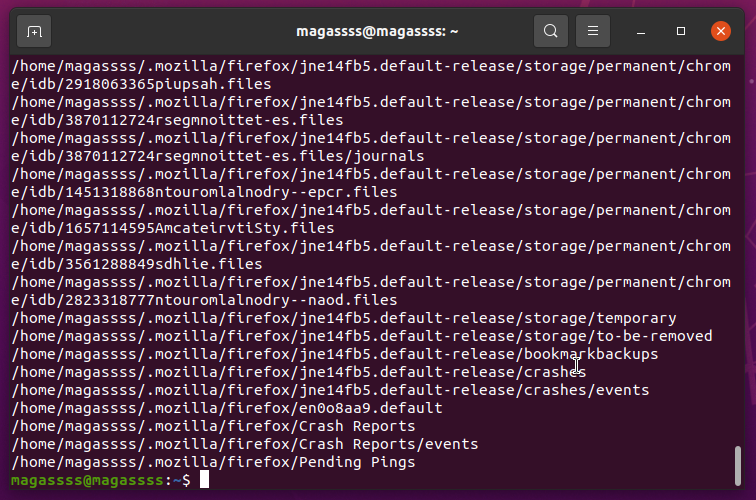 magassss@magassss: ~
/home/magassss/.mozilla/firefox/jne14fb5.default-release/storage/permanent/chrom
e/idb/2918063365piupsah.files
/home/magassss/.mozilla/firefox/jne14fb5.default-release/storage/permanent/chrom
e/idb/3870112724rsegmnoittet-es.files
/home/magassss/.mozilla/firefox/jne14fb5.default-release/storage/permanent/chrom
e/idb/3870112724rsegmnoittet-es.files/journals
/home/magassss/.mozilla/firefox/jne14fb5.default-release/storage/permanent/chrom
e/idb/1451318868ntouromlalnodry--epcr.files
/home/magassss/.mozilla/firefox/jne14fb5.default-release/storage/permanent/chrom
e/idb/1657114595AmcateirvtiSty.files
/home/magassss/.mozilla/firefox/jne14fb5.default-release/storage/permanent/chrom
e/idb/3561288849sdhlie.files
/home/magassss/.mozilla/firefox/jne14fb5.default-release/storage/permanent/chrom
e/idb/2823318777ntouromlalnodry--naod.files
/home/magassss/.mozilla/firefox/jne14fb5.default-release/storage/temporary
/home/magassss/.mozilla/firefox/jne14fb5.default-release/storage/to-be-removed
/home/magassss/.mozilla/firefox/jne14fb5.default-release/bookmarkbackups
/home/magassss/.mozilla/firefox/jne14fb5.default-release/crashes
/home/magassss/.mozilla/firefox/jne14fb5.default-release/crashes/events
/home/magassss/.mozilla/firefox/en0o8aa9.default
/home/magassss/.mozilla/firefox/Crash Reports
/home/magassss/.mozilla/firefox/Crash Reports/events
/home/magassss/.mozilla/firefox/Pending Pings
magassss@magassss:~$